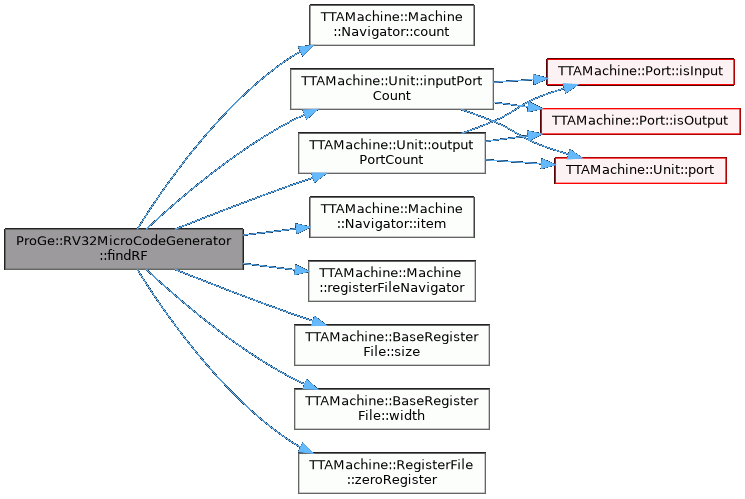 TTAMachine::Machine
::Navigator::count
TTAMachine::Unit::inputPort
Count
TTAMachine::Port::isInput
TTAMachine::Port::isOutput
TTAMachine::Unit::output
PortCount
TTAMachine::Unit::port
TTAMachine::Machine
::Navigator::item
ProGe::RV32MicroCodeGenerator
::findRF
TTAMachine::Machine
::registerFileNavigator
TTAMachine::BaseRegister
File::size
TTAMachine::BaseRegister
File::width
TTAMachine::RegisterFile
::zeroRegister